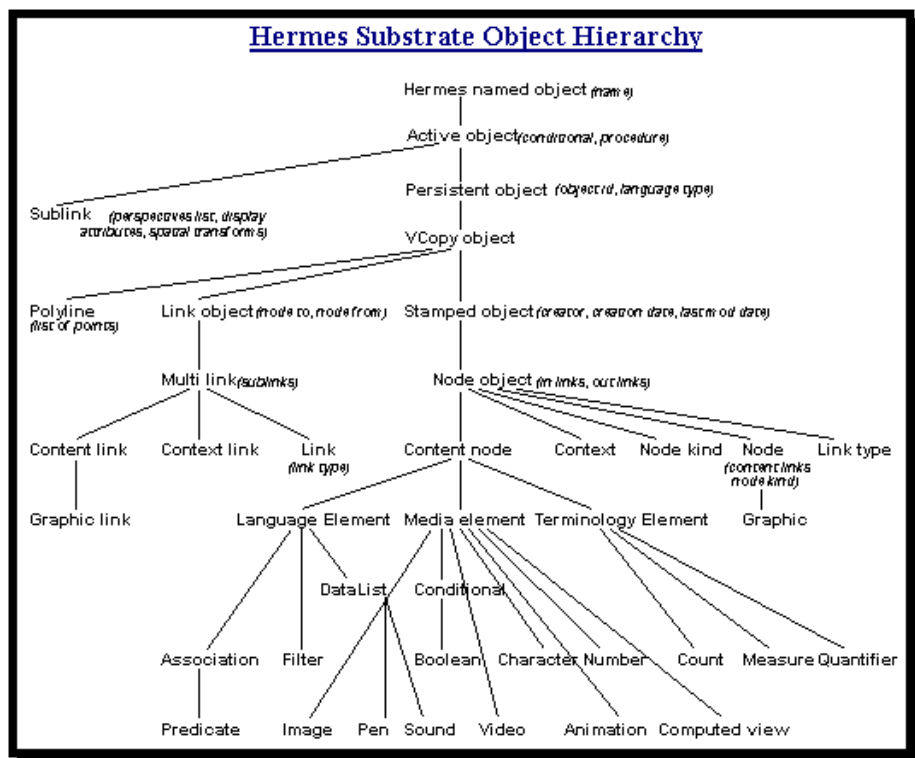 Hermes Substrate Object Hierarchy
Hermes named object (name)
Active object (conditional, procedure)
Persistent object (object id, language type)
Sublink (perspectives list, display
attributes, spatial transforms)
VCopy object
Polyline Link object (node to, node from) Stamped object (creator, creation date, last mod date)
(list of points)
Multi link (sublinks) Node object (in links, out links)
Content link Context link Link Content node Context Node kind Node Link type
(link type) (content links
node kind)
Graphic link Language Element Media element Terminology Element Graphic
DataList Conditional
Association Filter Boolean Character Number Count Measure Quantifier
Predicate Image Pen Sound Video Animation Computed view